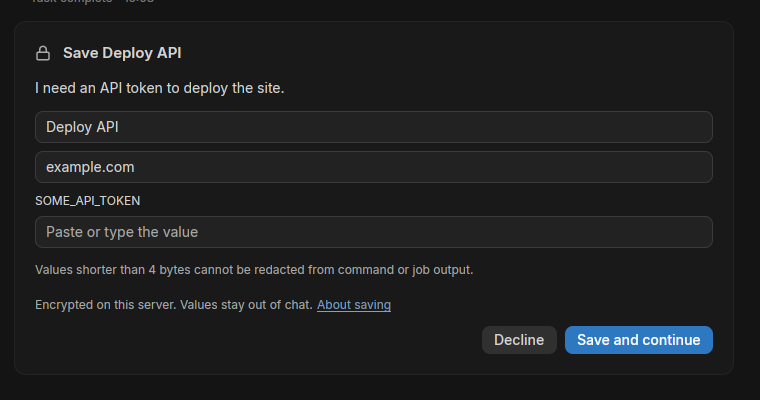 Save Deploy API
I need an API token to deploy the site.
Deploy API
example.com
SOME_API_TOKEN
Paste or type the value
Values shorter than 4 bytes cannot be redacted from command or job output.
Encrypted on this server. Values stay out of chat. About saving
Decline
Save and continue